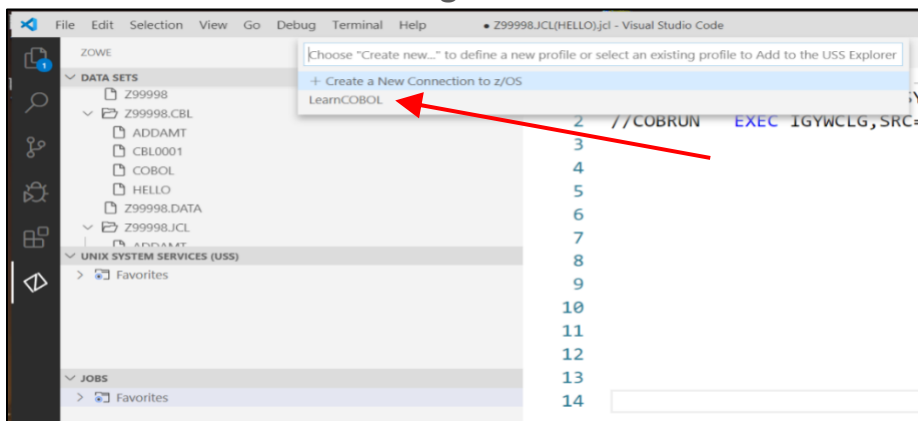 File Edit Selection View Go Debug Terminal Help ● Z99998.JCL(HELLO).jcl - Visual Studio Code
ZOWE
Choose "Create new..." to define a new profile or select an existing profile to Add to the USS Explorer
+ Create a New Connection to z/OS
LearnCOBOL
DATA SETS
Z99998
Z99998.CBL
ADDAMT
CBL0001
COBOL
HELLO
Z99998.DATA
Z99998.JCL
ADDAMT
UNIX SYSTEM SERVICES (USS)
Favorites
JOBS
Favorites
1
2 //COBRUN EXEC IGYWCLG,SRC=
3
4
5
6
7
8
9
10
11
12
13
14